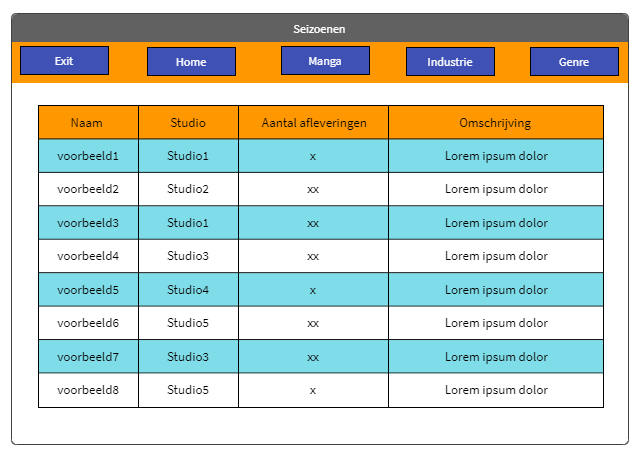 Seizoenen
Exit Home Manga Industrie Genre
Naam Studio Aantal afleveringen Omschrijving
voorbeeld1 Studio1 x Lorem ipsum dolor
voorbeeld2 Studio2 xx Lorem ipsum dolor
voorbeeld3 Studio1 xx Lorem ipsum dolor
voorbeeld4 Studio3 xx Lorem ipsum dolor
voorbeeld5 Studio4 x Lorem ipsum dolor
voorbeeld6 Studio5 xx Lorem ipsum dolor
voorbeeld7 Studio3 xx Lorem ipsum dolor
voorbeeld8 Studio5 x Lorem ipsum dolor